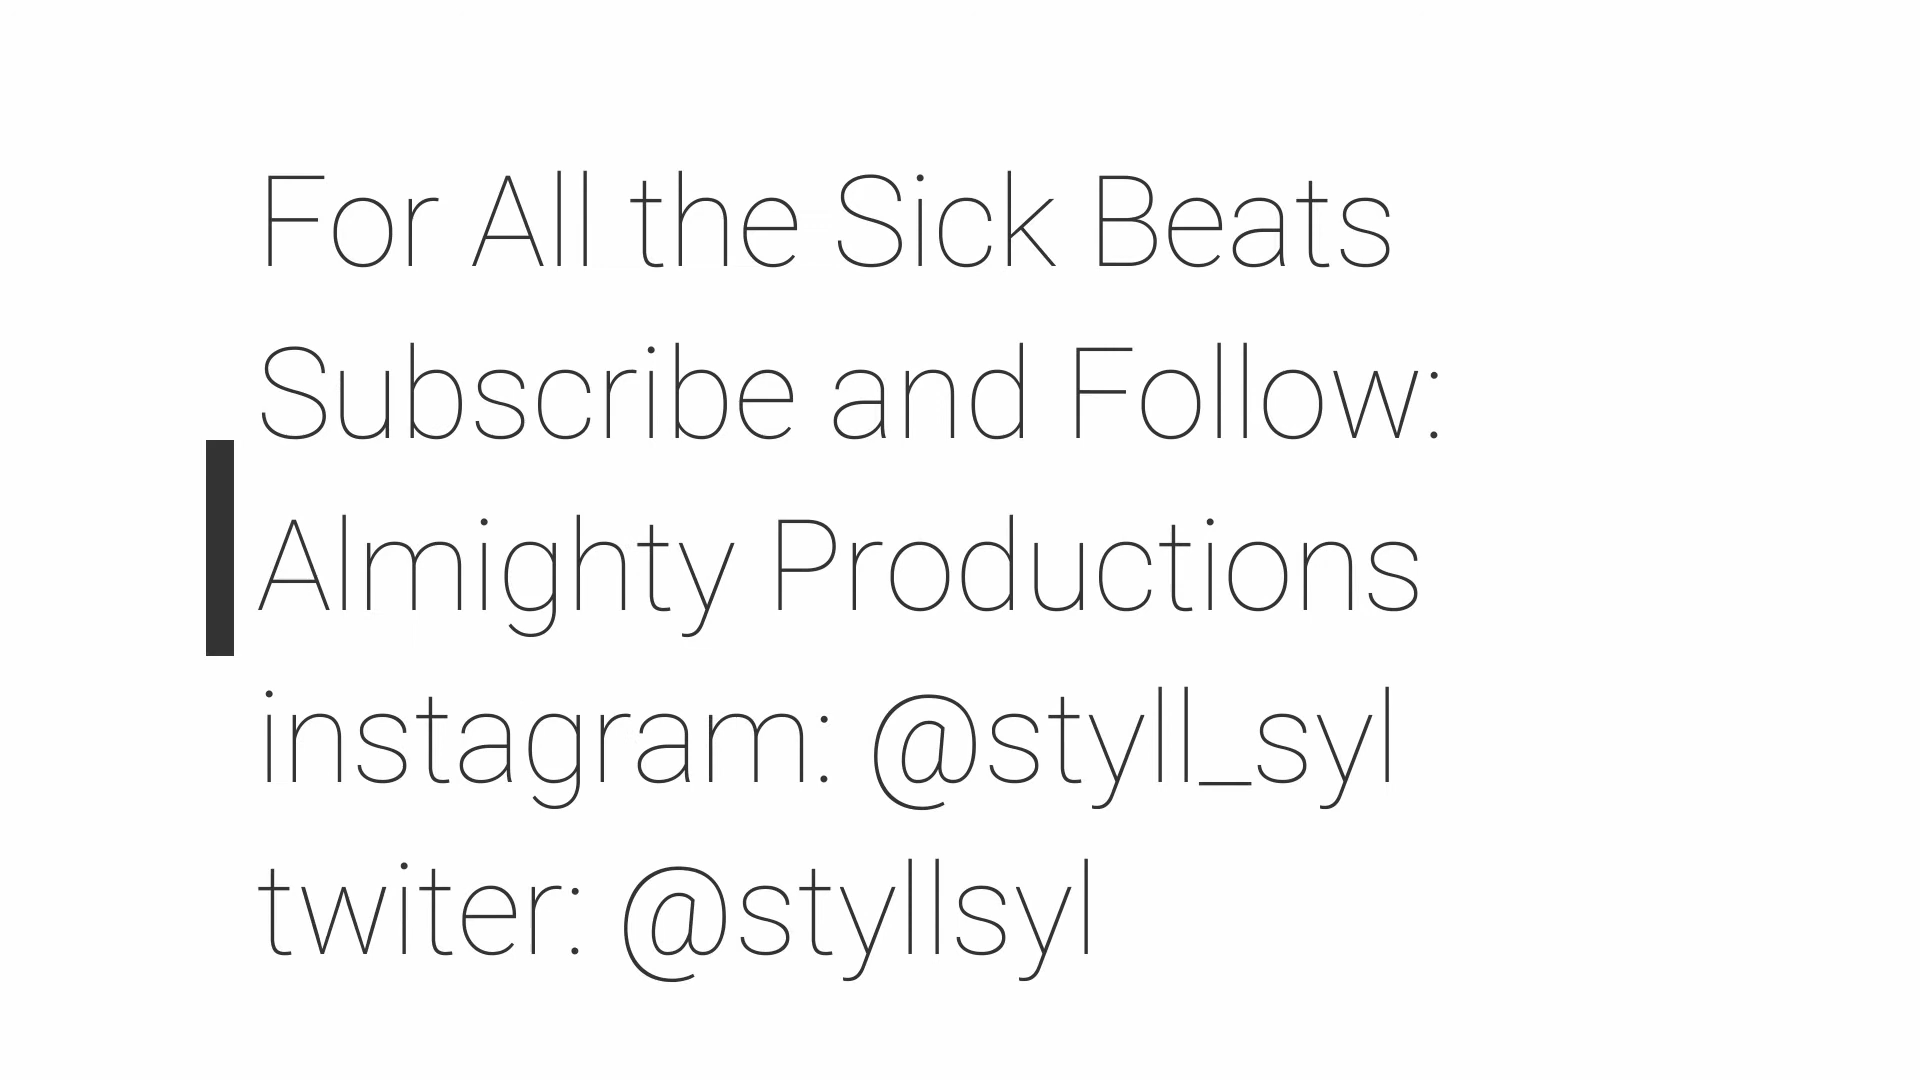 For All the Sick Beats
Subscribe and Follow:
Almighty Productions
instagram: @styll_syl
twiter: @styllsyl